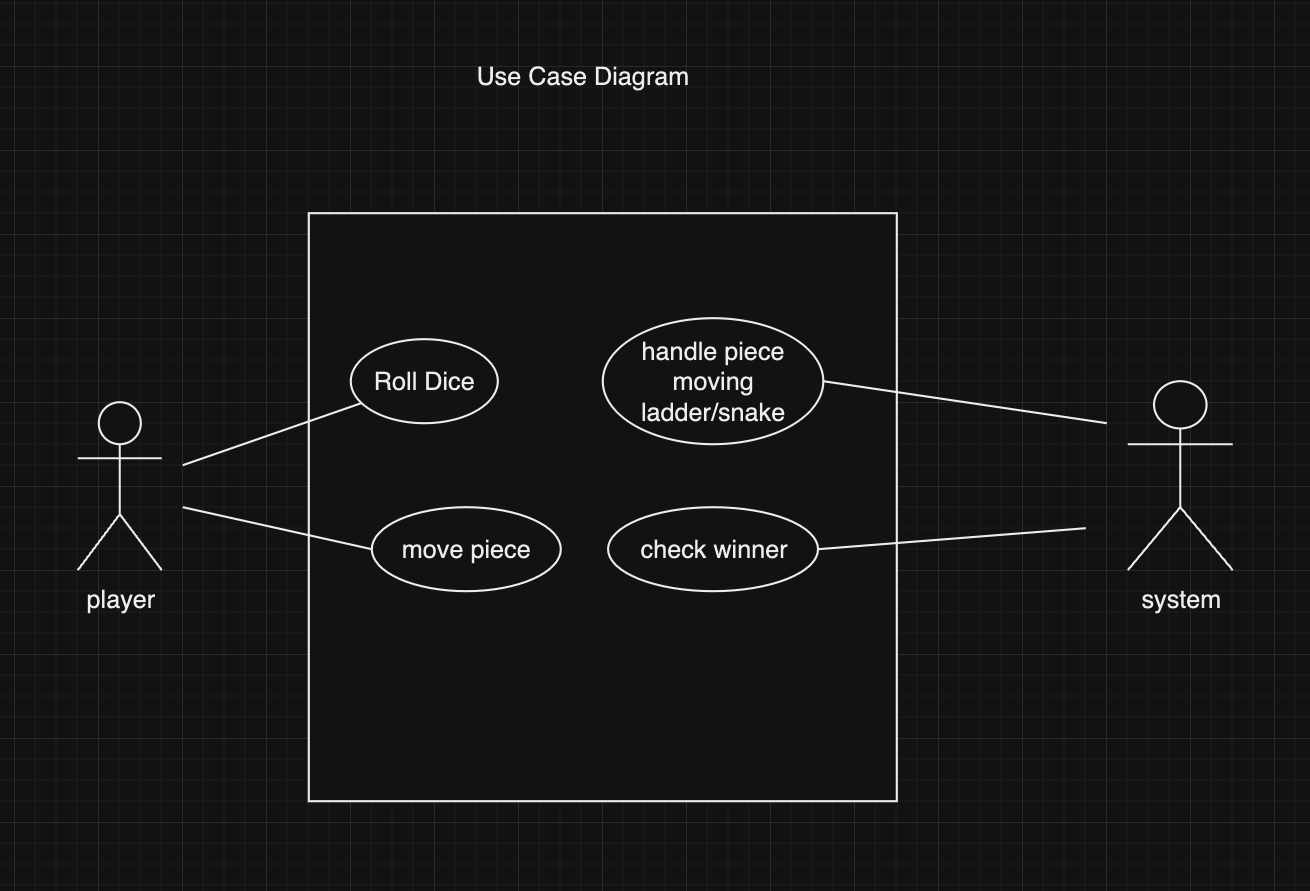 Use Case Diagram
Roll Dice
handle piece
moving
ladder/snake
move piece
check winner
player
system